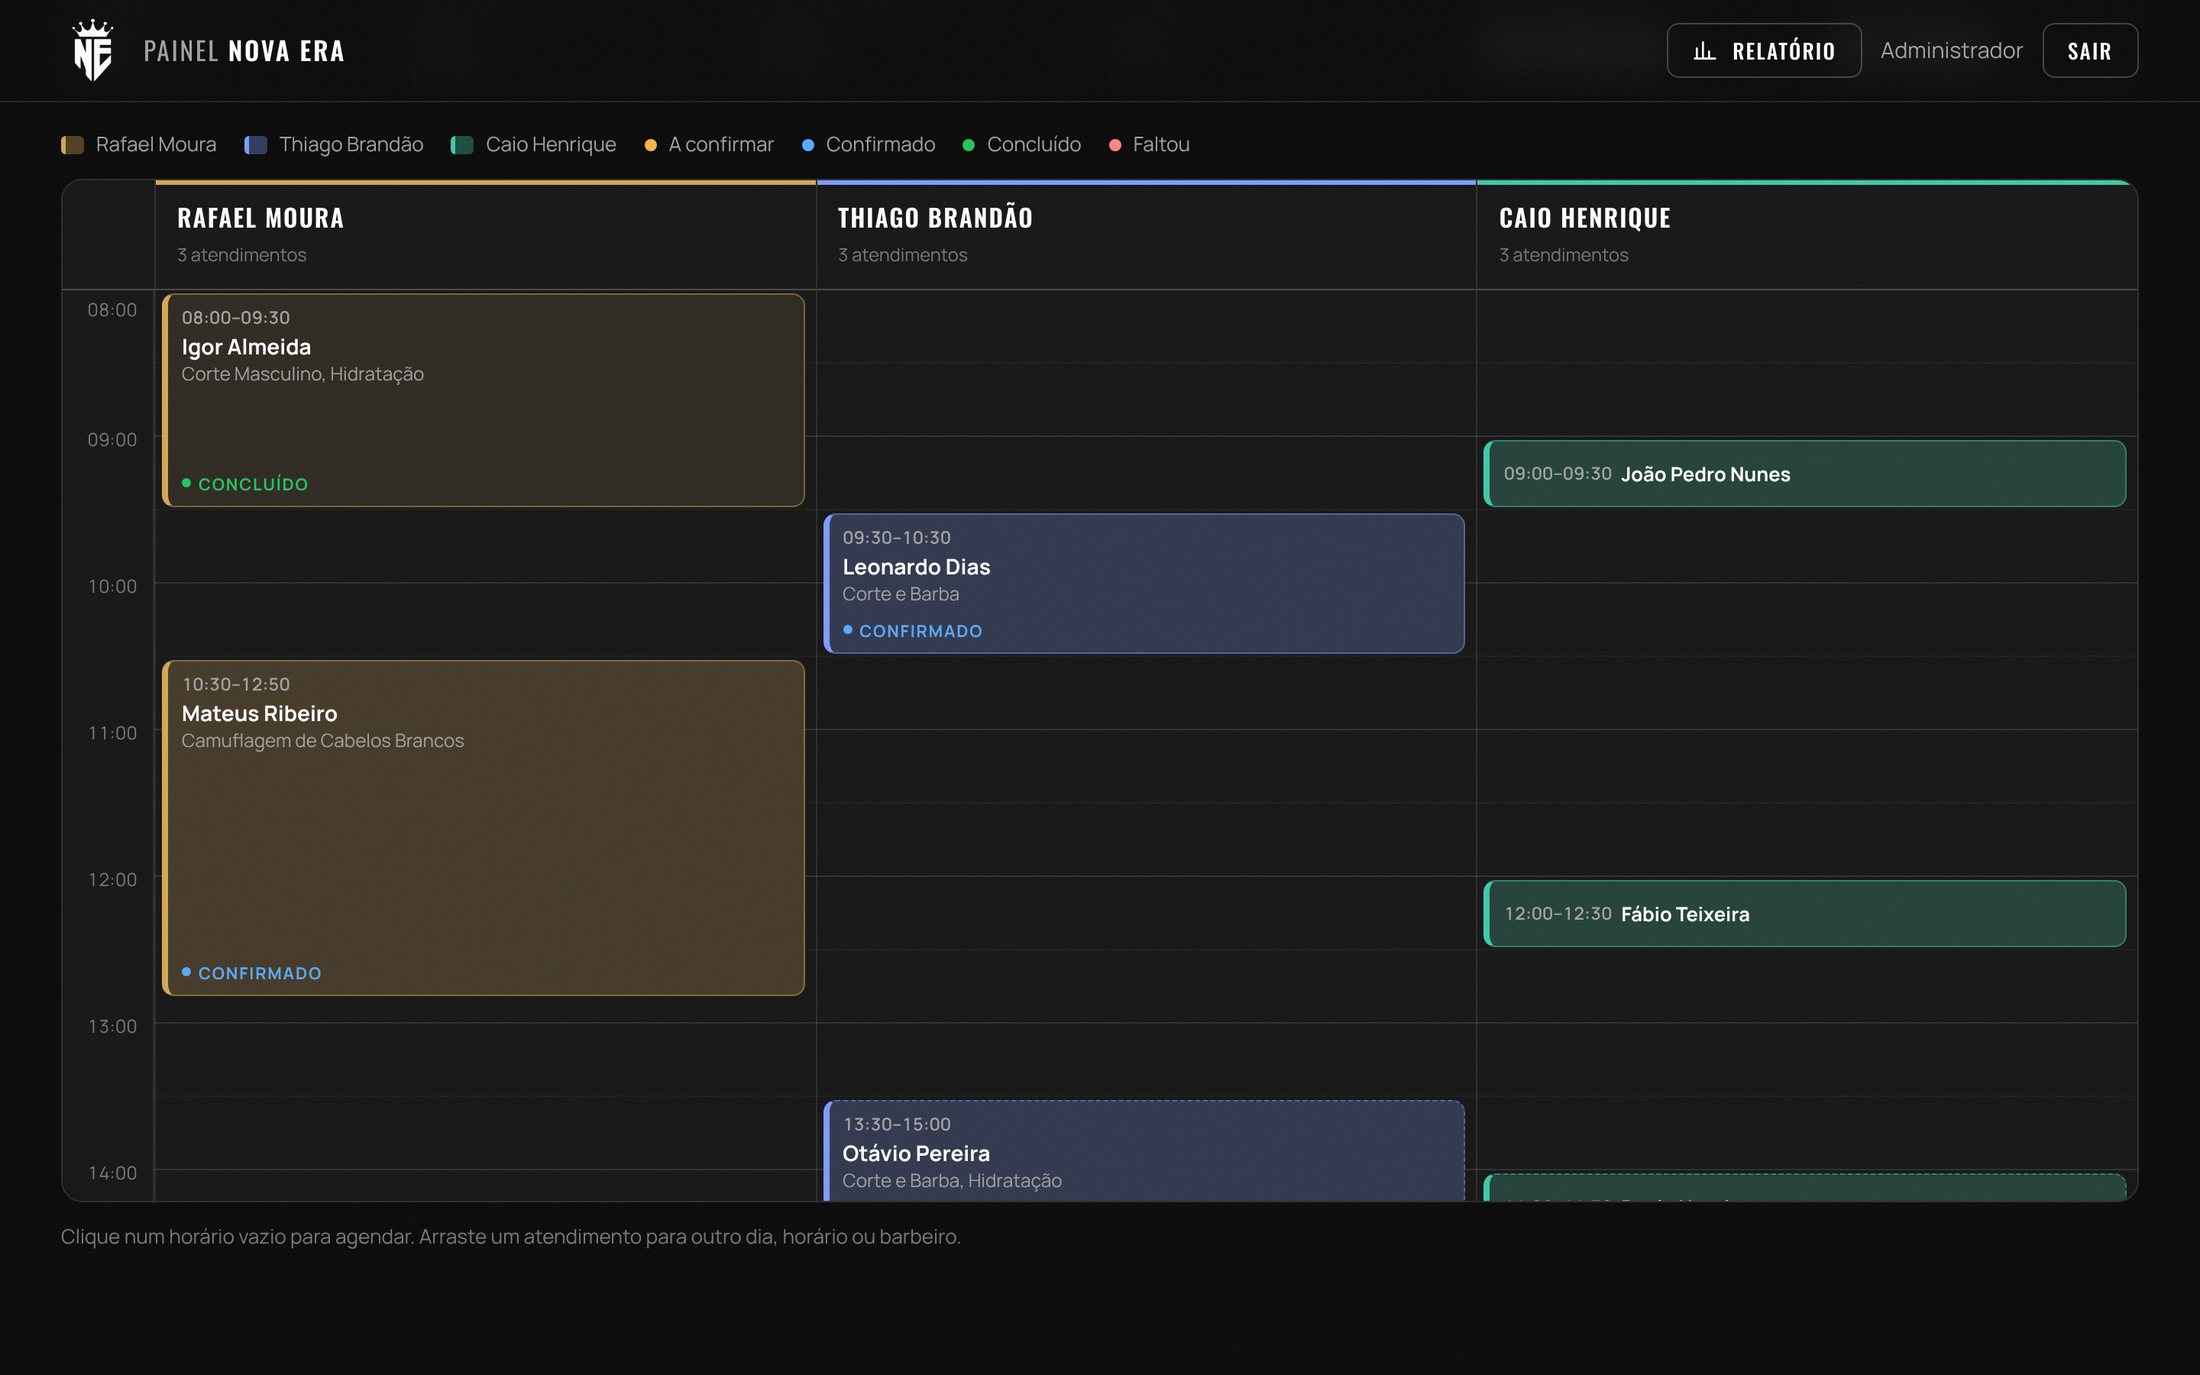 NE PAINEL NOVA ERA RELATÓRIO Administrador SAIR
Rafael Moura Thiago Brandão Caio Henrique A confirmar Confirmado Concluído Faltou
RAFAEL MOURA THIAGO BRANDÃO CAIO HENRIQUE
3 atendimentos 3 atendimentos 3 atendimentos
08:00
08:00–09:30
Igor Almeida
Corte Masculino, Hidratação
CONCLUÍDO
09:00
09:00–09:30 João Pedro Nunes
09:30–10:30
Leonardo Dias
Corte e Barba
CONFIRMADO
10:00
10:30–12:50
Mateus Ribeiro
Camuflagem de Cabelos Brancos
CONFIRMADO
11:00
12:00
12:00–12:30 Fábio Teixeira
13:00
13:30–15:00
Otávio Pereira
Corte e Barba, Hidratação
14:00
Clique num horário vazio para agendar. Arraste um atendimento para outro dia, horário ou barbeiro.